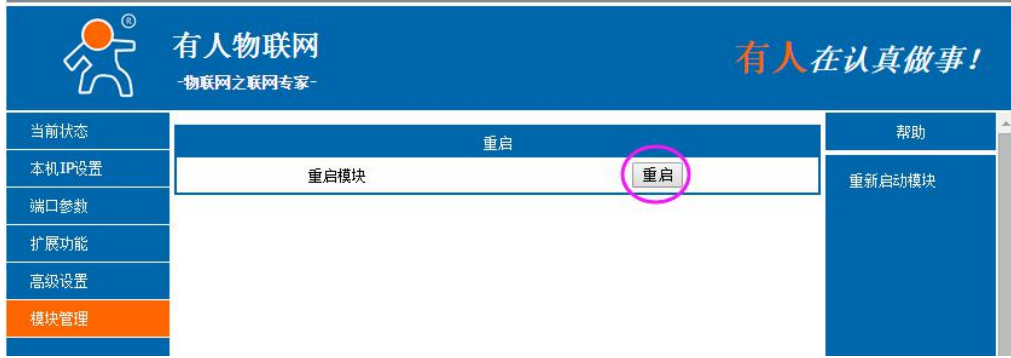 ®
有人物联网
-物联网之联网专家-
有人在认真做事!
当前状态
本机IP设置
端口参数
扩展功能
高级设置
模块管理
重启
重启模块 重启
帮助
重新启动模块